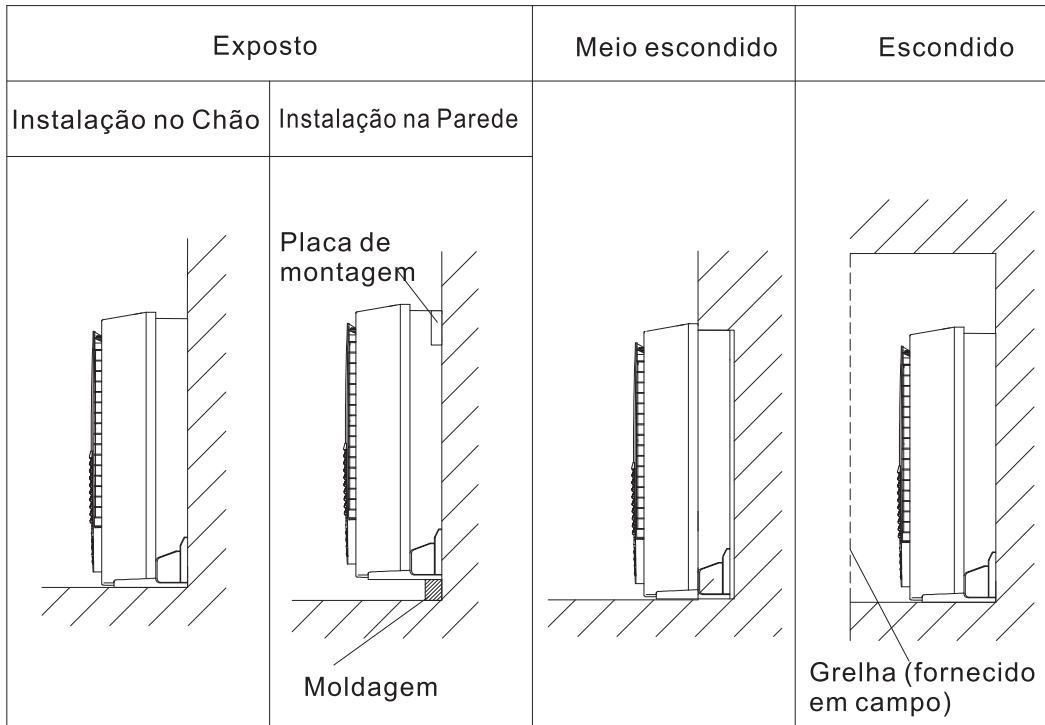 Exposto
Meio escondido
Escondido
Instalação no Chão
Instalação na Parede
Placa de
montagem
Moldagem
Grelha (fornecido
em campo)